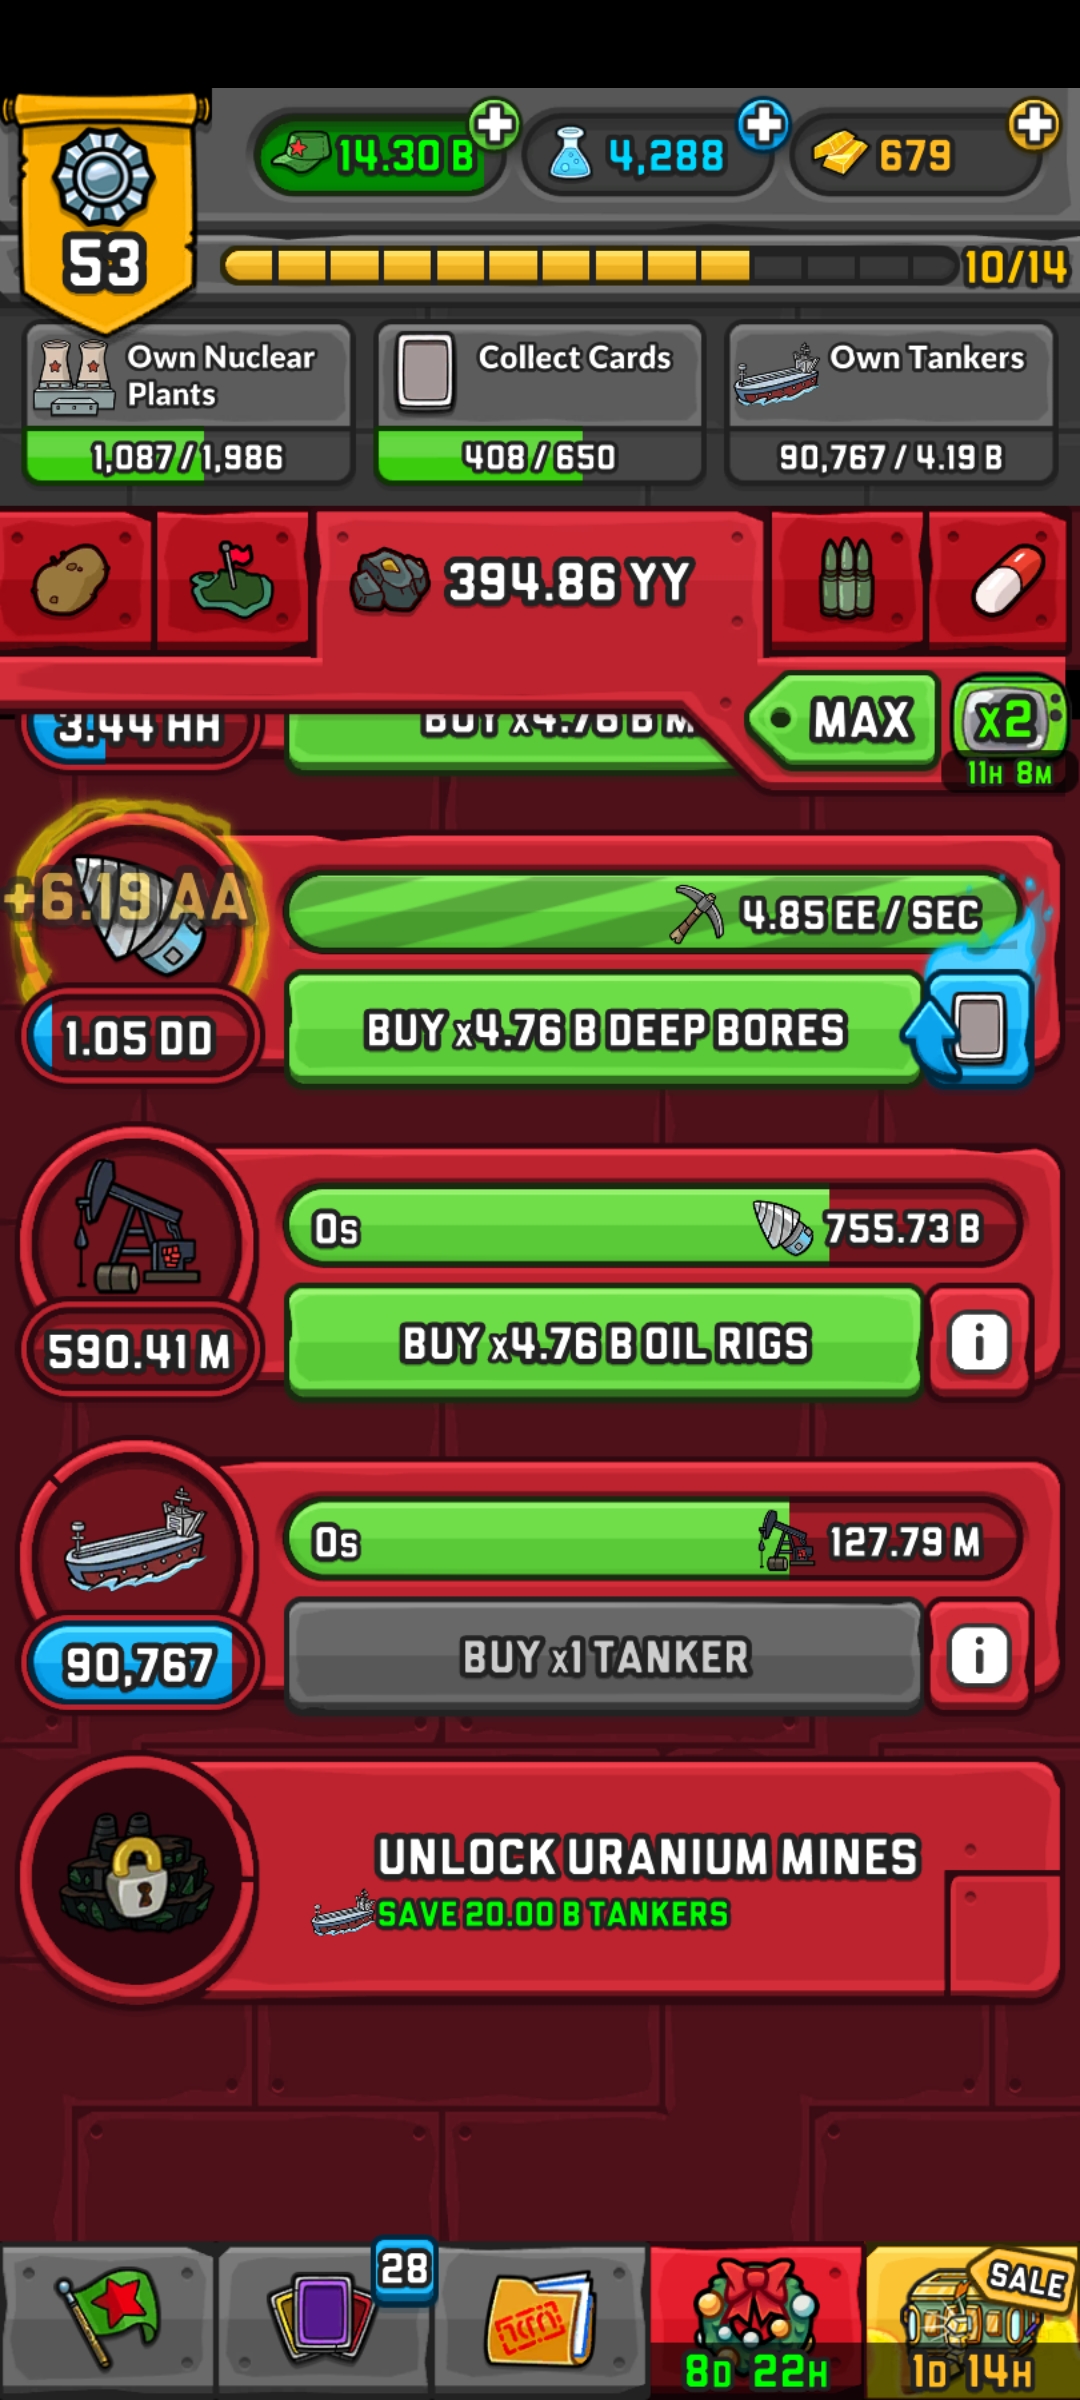 14.30 B
4,288
679
53
10/14
Own Nuclear Plants
1,087/1,986
Collect Cards
408/650
Own Tankers
90,767/4.19 B
394.86 YY
MAX
x2
11H 8M
3.44 HH
BUY x4.76 B M
+6.19 AA
4.85 EE/SEC
1.05 DD
BUY x4.76 B DEEP BORES
0s
755.73 B
590.41 M
BUY x4.76 B OIL RIGS
i
0s
127.79 M
90,767
BUY x1 TANKER
i
UNLOCK URANIUM MINES
SAVE 20.00 B TANKERS
28
SALE
8D 22H
1D 14H